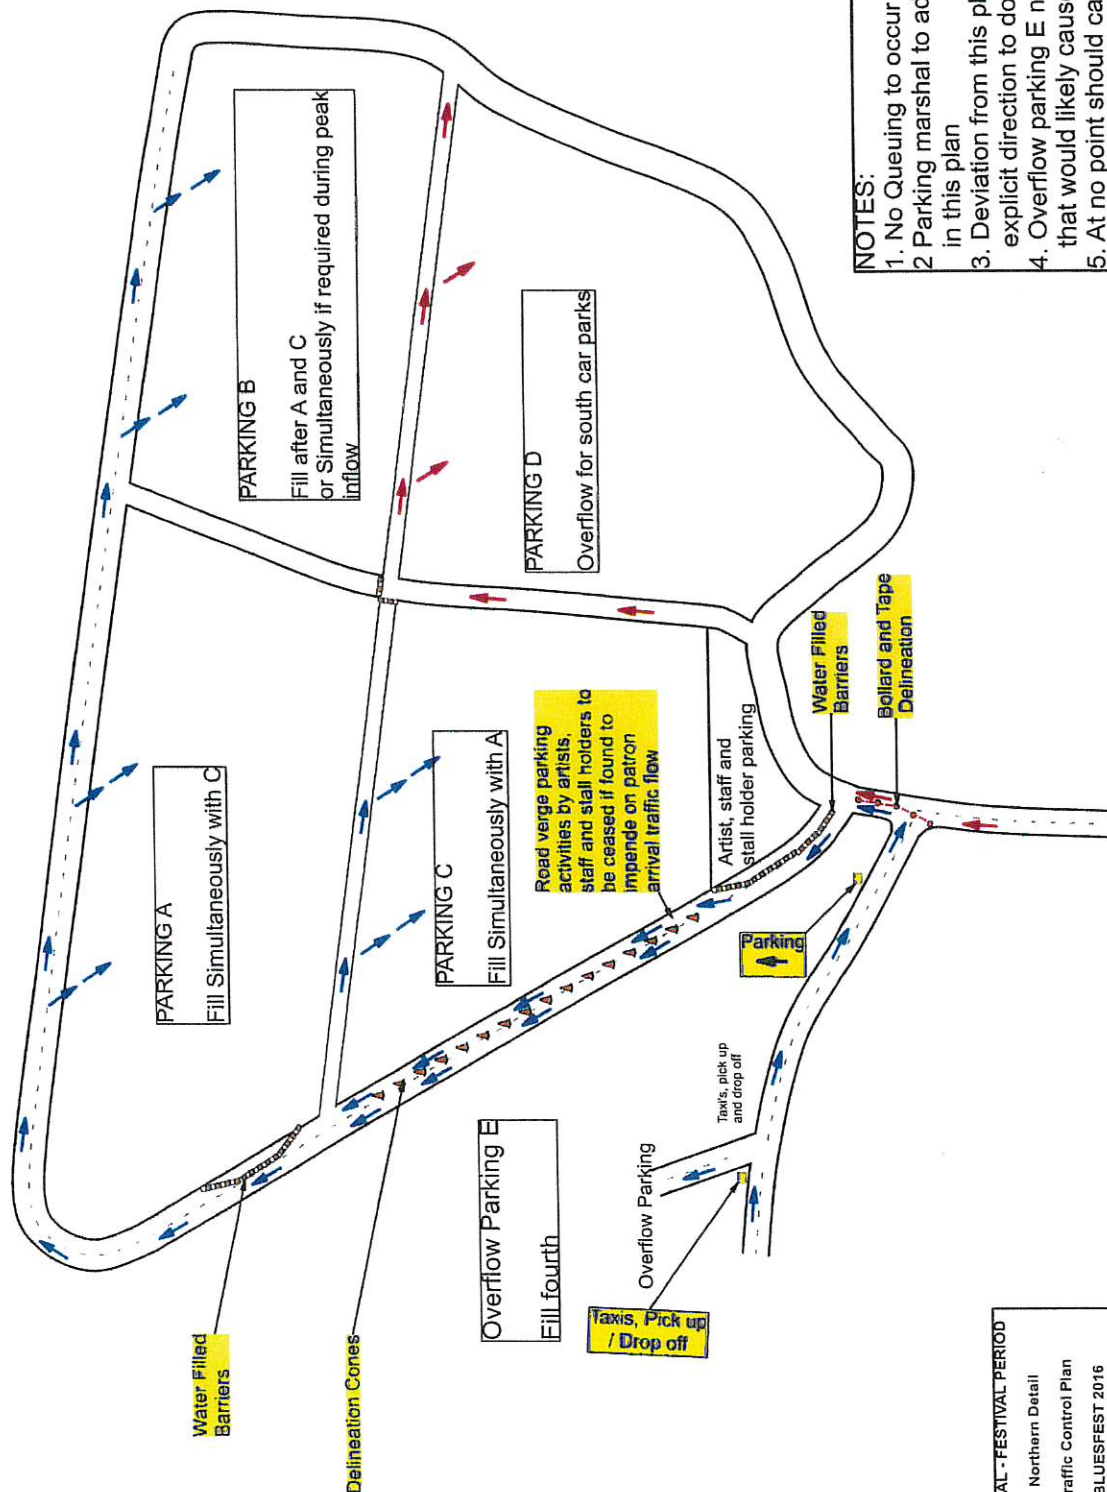 PARKING A
Fill Simultaneously with C
PARKING B
Fill after A and C
or Simultaneously if required during peak
inflow
PARKING C
Fill Simultaneously with A
PARKING D
Overflow for south car parks
Water Filled
Barriers
Delineation Cones
Overflow Parking E
Fill fourth
Road verge parking
activities by artists,
staff and stall holders to
be ceased if found to
impende on patron
arrival traffic flow
Artist, staff and
stall holder parking
Water Filled
Barriers
Bollard and Tape
Delineation
Parking
Taxi's, pick up
and drop off
Overflow Parking
Taxis, Pick up
/ Drop off
NOTES:
1. No Queuing to occur
2 Parking marshal to
in this plan
3. Deviation from this
explicit direction to
4. Overflow parking E
that would likely cause
5. At no point should
AL - FESTIVAL PERIOD
Northern Detail
raffic Control Plan
BLUESFEST 2016